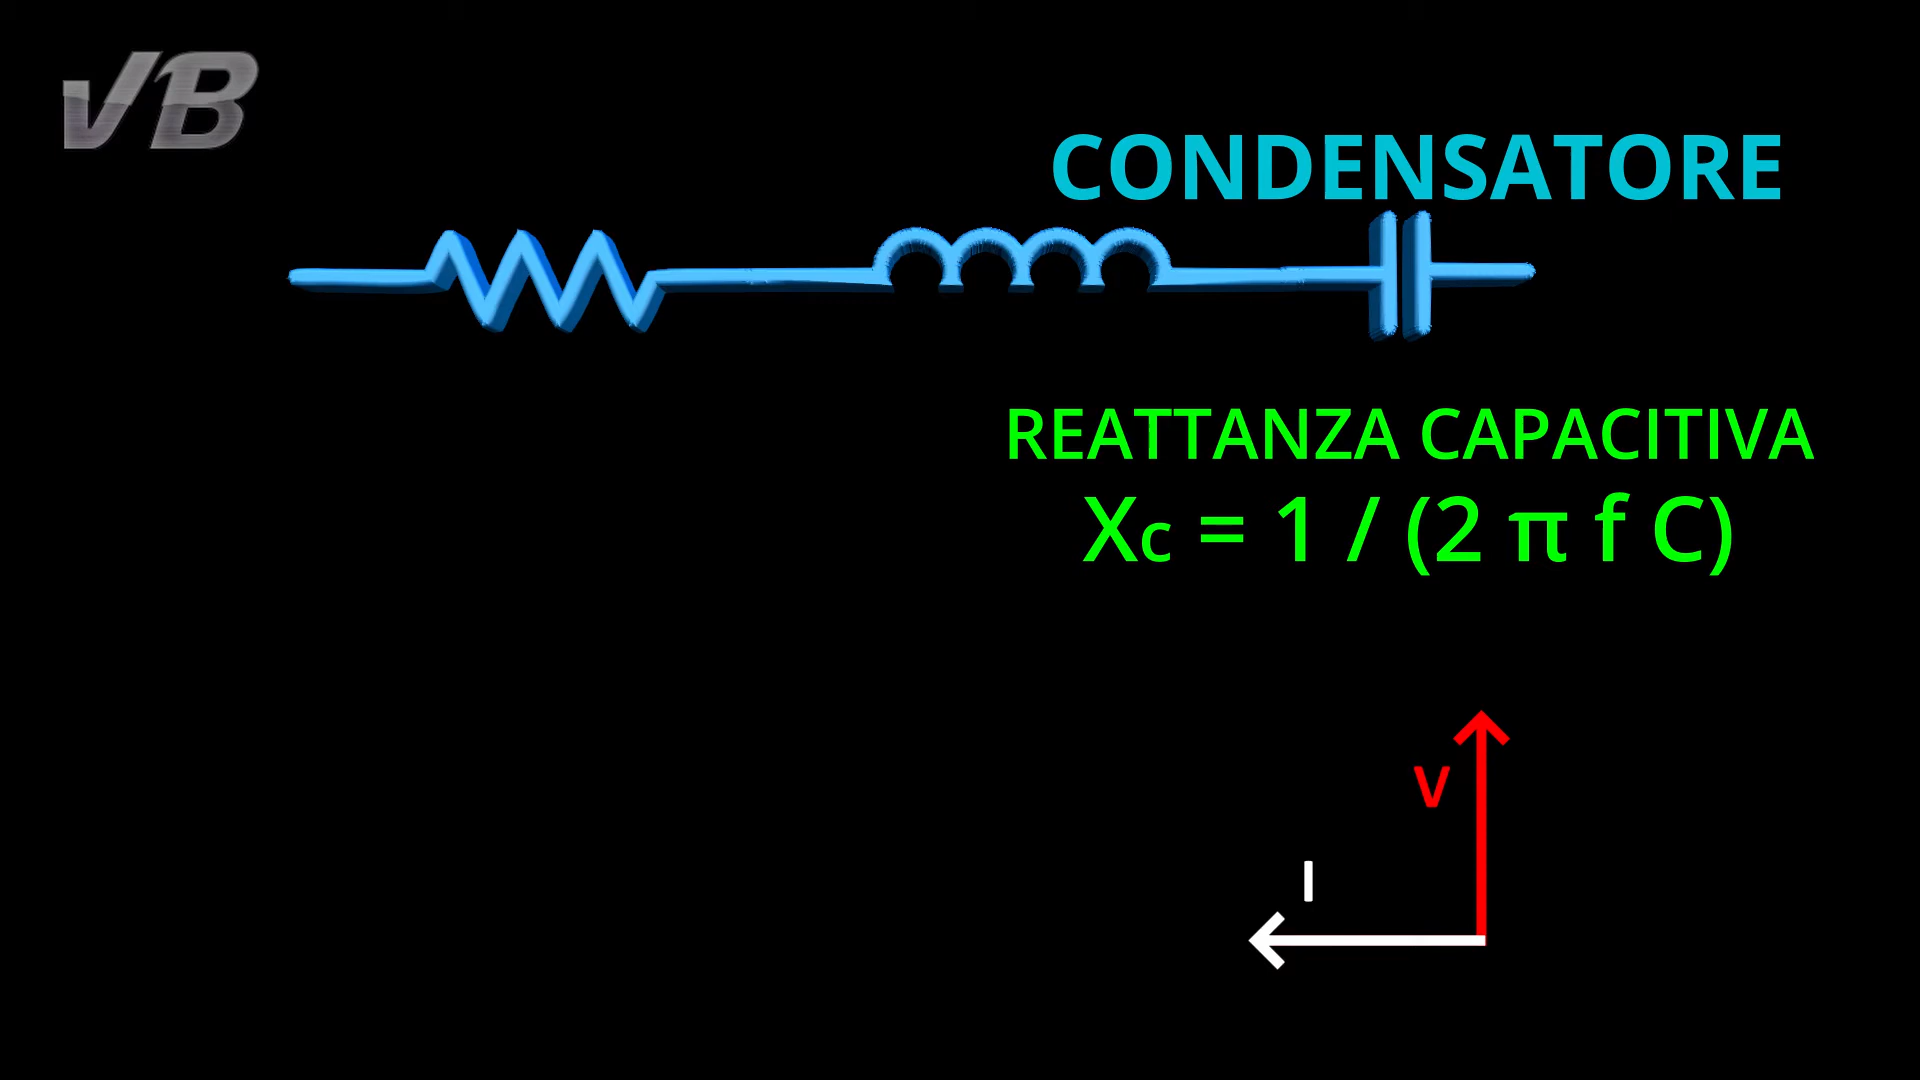 VB
CONDENSATORE
REATTANZA CAPACITIVA
Xc = 1 / (2 π f C)
V
I